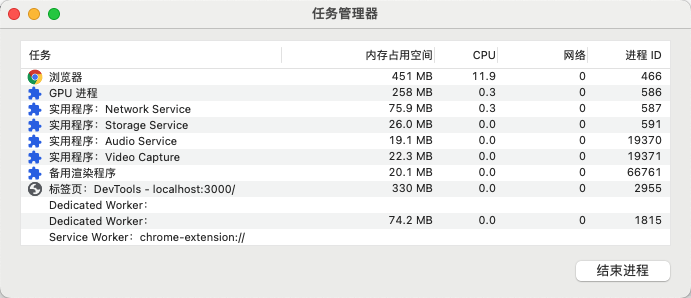 任务管理器
任务 内存占用空间 CPU 网络 进程 ID
浏览器 451 MB 11.9 0 466
GPU 进程 258 MB 0.3 0 586
实用程序：Network Service 75.9 MB 0.3 0 587
实用程序：Storage Service 26.0 MB 0.0 0 591
实用程序：Audio Service 19.1 MB 0.0 0 19370
实用程序：Video Capture 22.3 MB 0.0 0 19371
备用渲染程序 20.1 MB 0.0 0 66761
标签页：DevTools - localhost:3000/ 330 MB 0.0 0 2955
Dedicated Worker：
Dedicated Worker： 74.2 MB 0.0 0 1815
Service Worker：chrome-extension://
结束进程